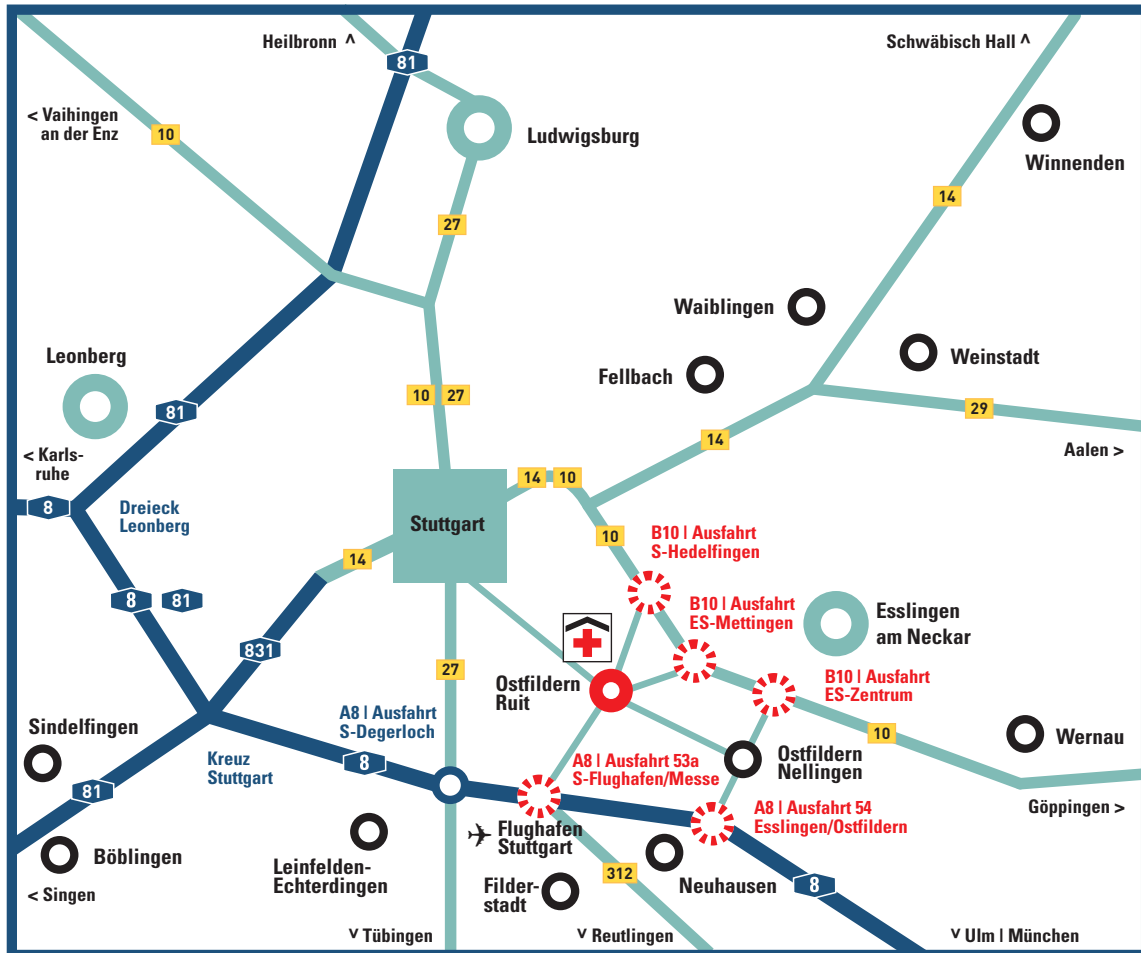 Heilbronn ^
Schwäbisch Hall ^
81
< Vaihingen
an der Enz
10
Ludwigsburg
Winnenden
14
27
Waiblingen
Weinstadt
Leonberg
Fellbach
10 27
81
29
14
Aalen >
< Karls-
ruhe
8
Dreieck
Leonberg
14 10
Stuttgart
10
B10 | Ausfahrt
S-Hedelfingen
14
8 81
B10 | Ausfahrt
ES-Mettingen
Esslingen
am Neckar
831
27
Ostfildern
Ruit
B10 | Ausfahrt
ES-Zentrum
Sindelfingen
A8 | Ausfahrt
S-Degerloch
10
Wernau
Kreuz
Stuttgart
8
A8 | Ausfahrt 53a
S-Flughafen/Messe
Ostfildern
Nellingen
81
Göppingen >
A8 | Ausfahrt 54
Esslingen/Ostfildern
Böblingen
Leinfelden-
Echterdingen
Flughafen
Stuttgart
312
Neuhausen
8
< Singen
Filder-
stadt
v Tübingen
v Reutlingen
v Ulm | München